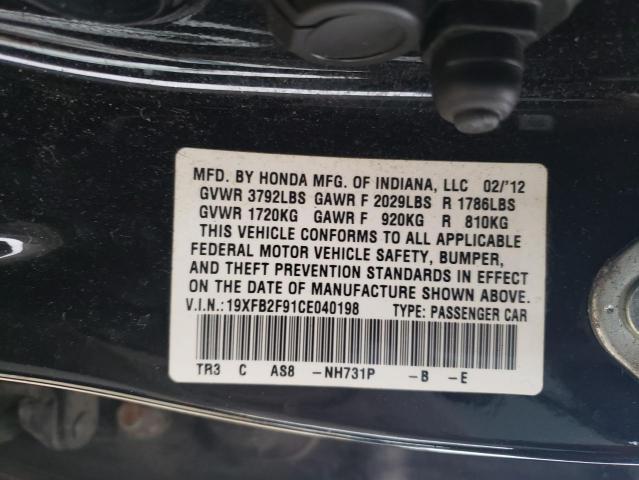 MFD. BY HONDA MFG. OF INDIANA, LLC 02/'12
GVWR 3792LBS GAWR F 2029LBS R 1786LBS
GVWR 1720KG GAWR F 920KG R 810KG
THIS VEHICLE CONFORMS TO ALL APPLICABLE
FEDERAL MOTOR VEHICLE SAFETY, BUMPER,
AND THEFT PREVENTION STANDARDS IN EFFECT
ON THE DATE OF MANUFACTURE SHOWN ABOVE.
V.I.N.:19XFB2F91CE040198 TYPE: PASSENGER CAR
TR3 C AS8 -NH731P -B -E